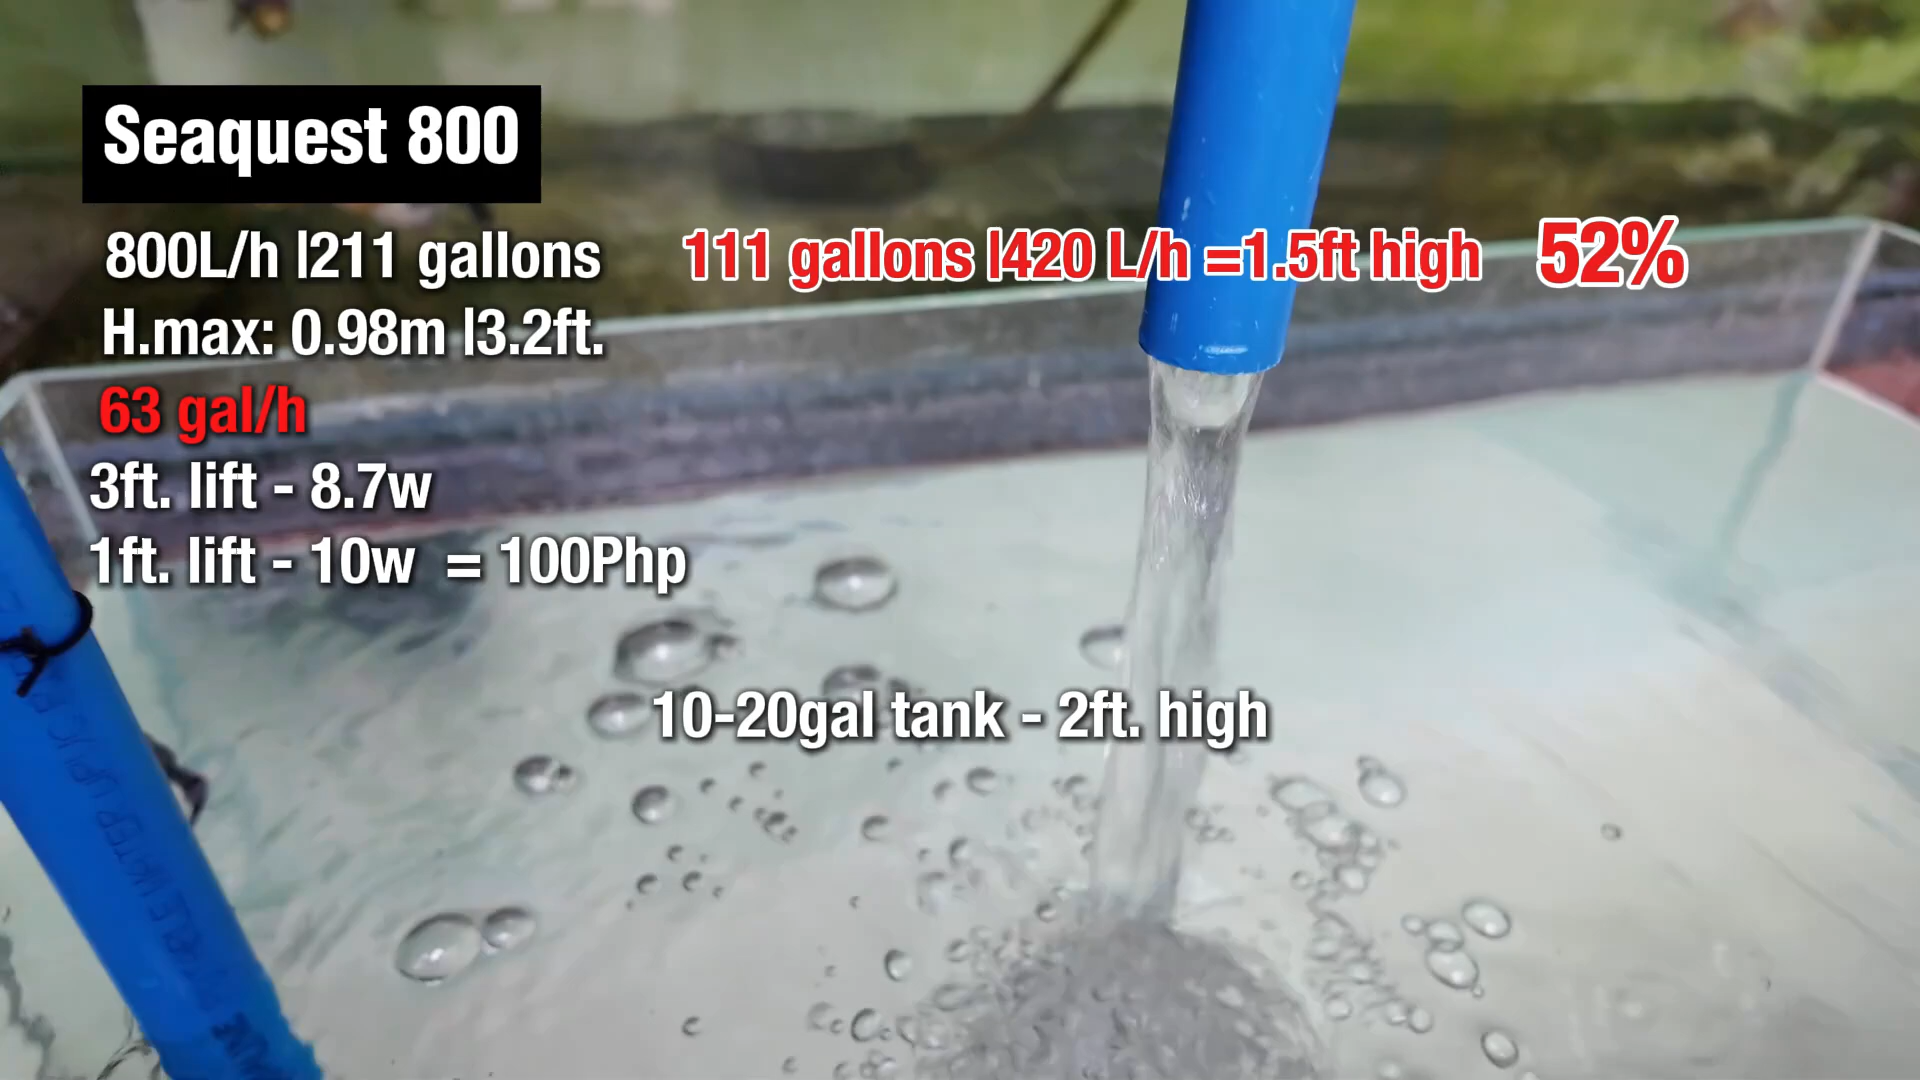 Seaquest 800
800L/h |211 gallons
111 gallons |420 L/h =1.5ft high
52%
H.max: 0.98m |3.2ft.
63 gal/h
3ft. lift - 8.7w
1ft. lift - 10w = 100Php
10-20gal tank - 2ft. high